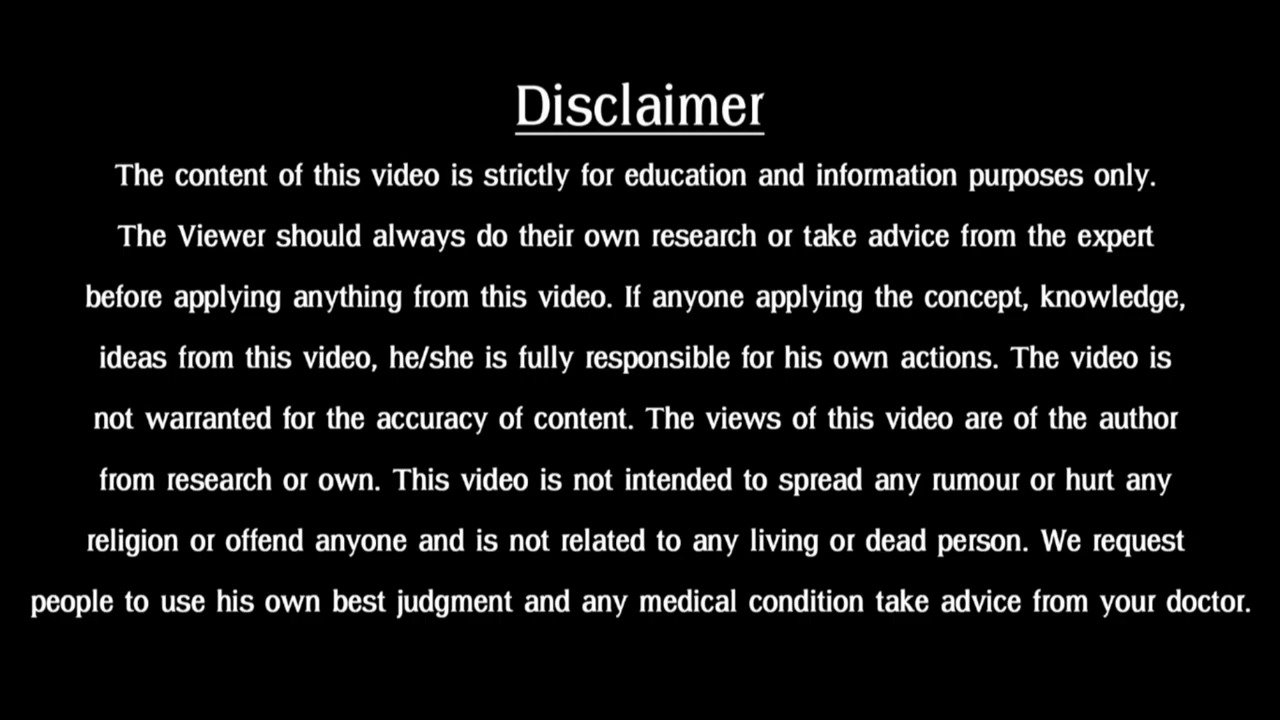 Disclaimer
The content of this video is strictly for education and information purposes only.
The Viewer should always do their own research or take advice from the expert
before applying anything from this video. If anyone applying the concept, knowledge,
ideas from this video, he/she is fully responsible for his own actions. The video is
not warranted for the accuracy of content. The views of this video are of the author
from research or own. This video is not intended to spread any rumour or hurt any
religion or offend anyone and is not related to any living or dead person. We request
people to use his own best judgment and any medical condition take advice from your doctor.